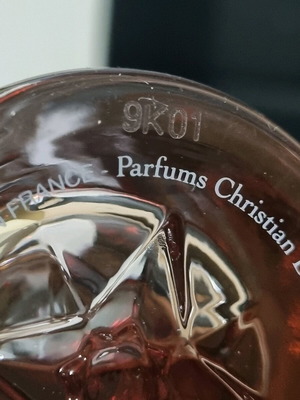 9K01
FRANCE - Parfums Christian